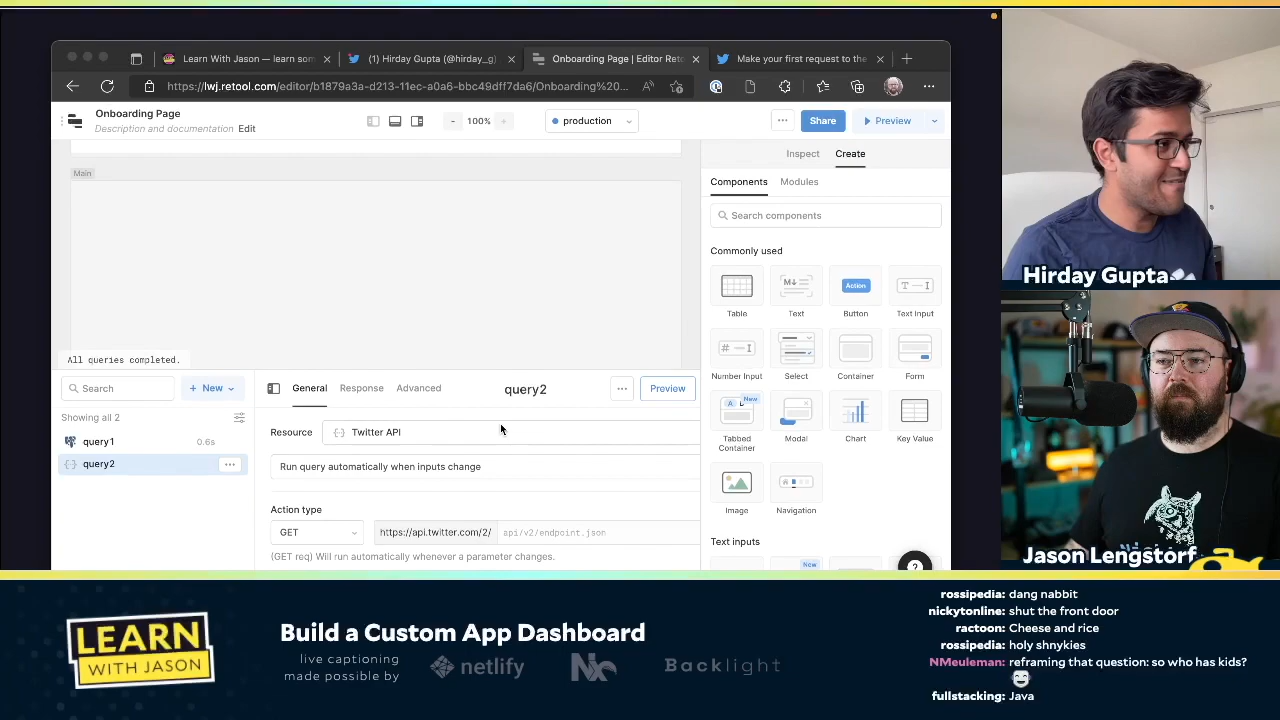 Learn With Jason — learn som
(1) Hirday Gupta (@hirday_g)
Onboarding Page | Editor Reto
Make your first request to the
https://lwj.retool.com/editor/b1879a3a-d213-11ec-a0a6-bbc49dff7da6/Onboarding%20...
Onboarding Page
Description and documentation Edit
- 100% +
production
Share
Preview
Main
Inspect Create
Components Modules
Search components
Commonly used
Action
Table Text Button Text Input
Number Input Select Container Form
New
Tabbed Container Modal Chart Key Value
Image Navigation
Text inputs
New
All queries completed.
Search
+ New
General Response Advanced
query2
Preview
Showing all 2
query1 0.6s
query2
Resource
Twitter API
Run query automatically when inputs change
Action type
GET
https://api.twitter.com/2/
api/v2/endpoint.json
(GET req) Will run automatically whenever a parameter changes.
Hirday Gupta
Jason Lengstorf
LEARN
WITH JASON
Build a Custom App Dashboard
live captioning
made possible by
netlify
Nx
Backlight
rossipedia: dang nabbit
nickytonline: shut the front door
ractoon: Cheese and rice
rossipedia: holy shnykies
NMeuleman: reframing that question: so who has kids?
fullstacking: Java